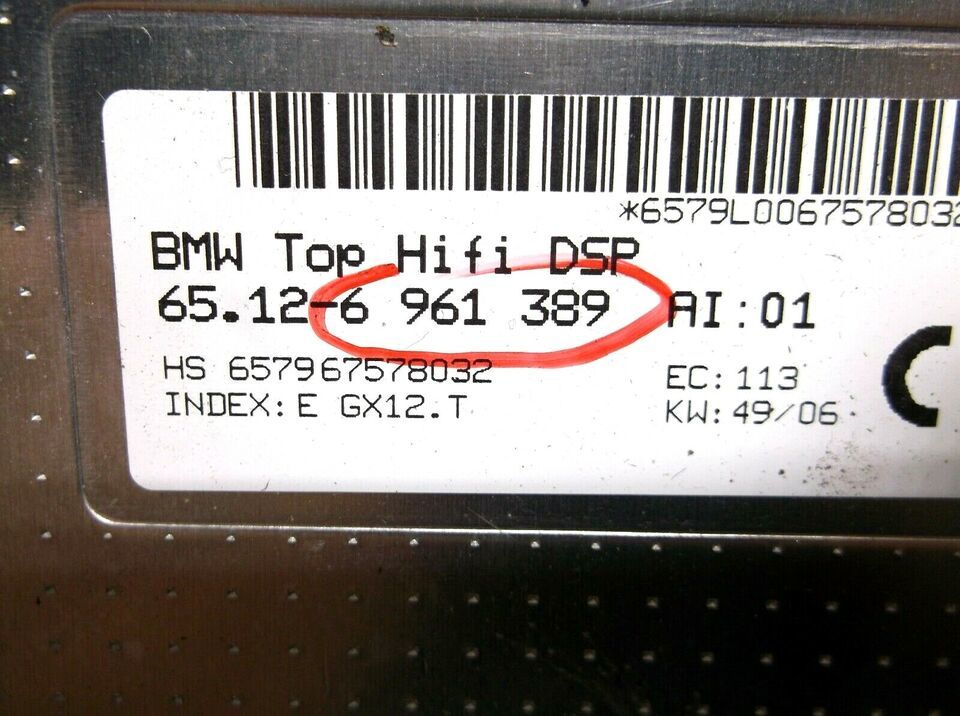 *6579L0067578032
BMW Top Hifi DSP
65.12-6 961 389 AI:01
HS 657967578032
EC: 113
INDEX: E GX12.T
KW: 49/06